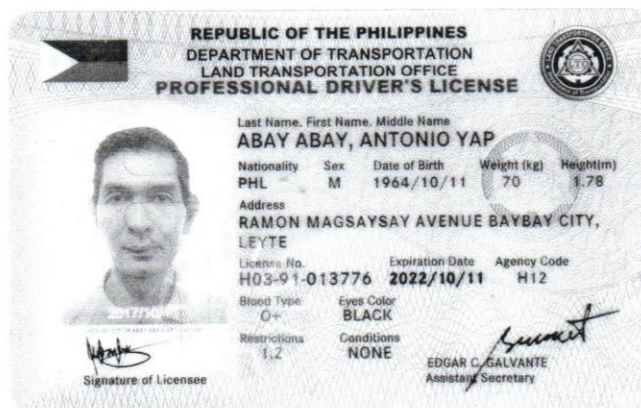 REPUBLIC OF THE PHILIPPINES
DEPARTMENT OF TRANSPORTATION
LAND TRANSPORTATION OFFICE
PROFESSIONAL DRIVER'S LICENSE
Last Name, First Name, Middle Name
ABAY ABAY, ANTONIO YAP
Nationality Sex Date of Birth Weight (kg) Height(m)
PHL M 1964/10/11 70 1.78
Address
RAMON MAGSAYSAY AVENUE BAYBAY CITY,
LEYTE
License No. Expiration Date Agency Code
H03-91-013776 2022/10/11 H12
Blood Type Eyes Color
O+ BLACK
Restrictions Conditions
1,2 NONE
EDGAR C. GALVANTE
Signature of Licensee Assistant Secretary